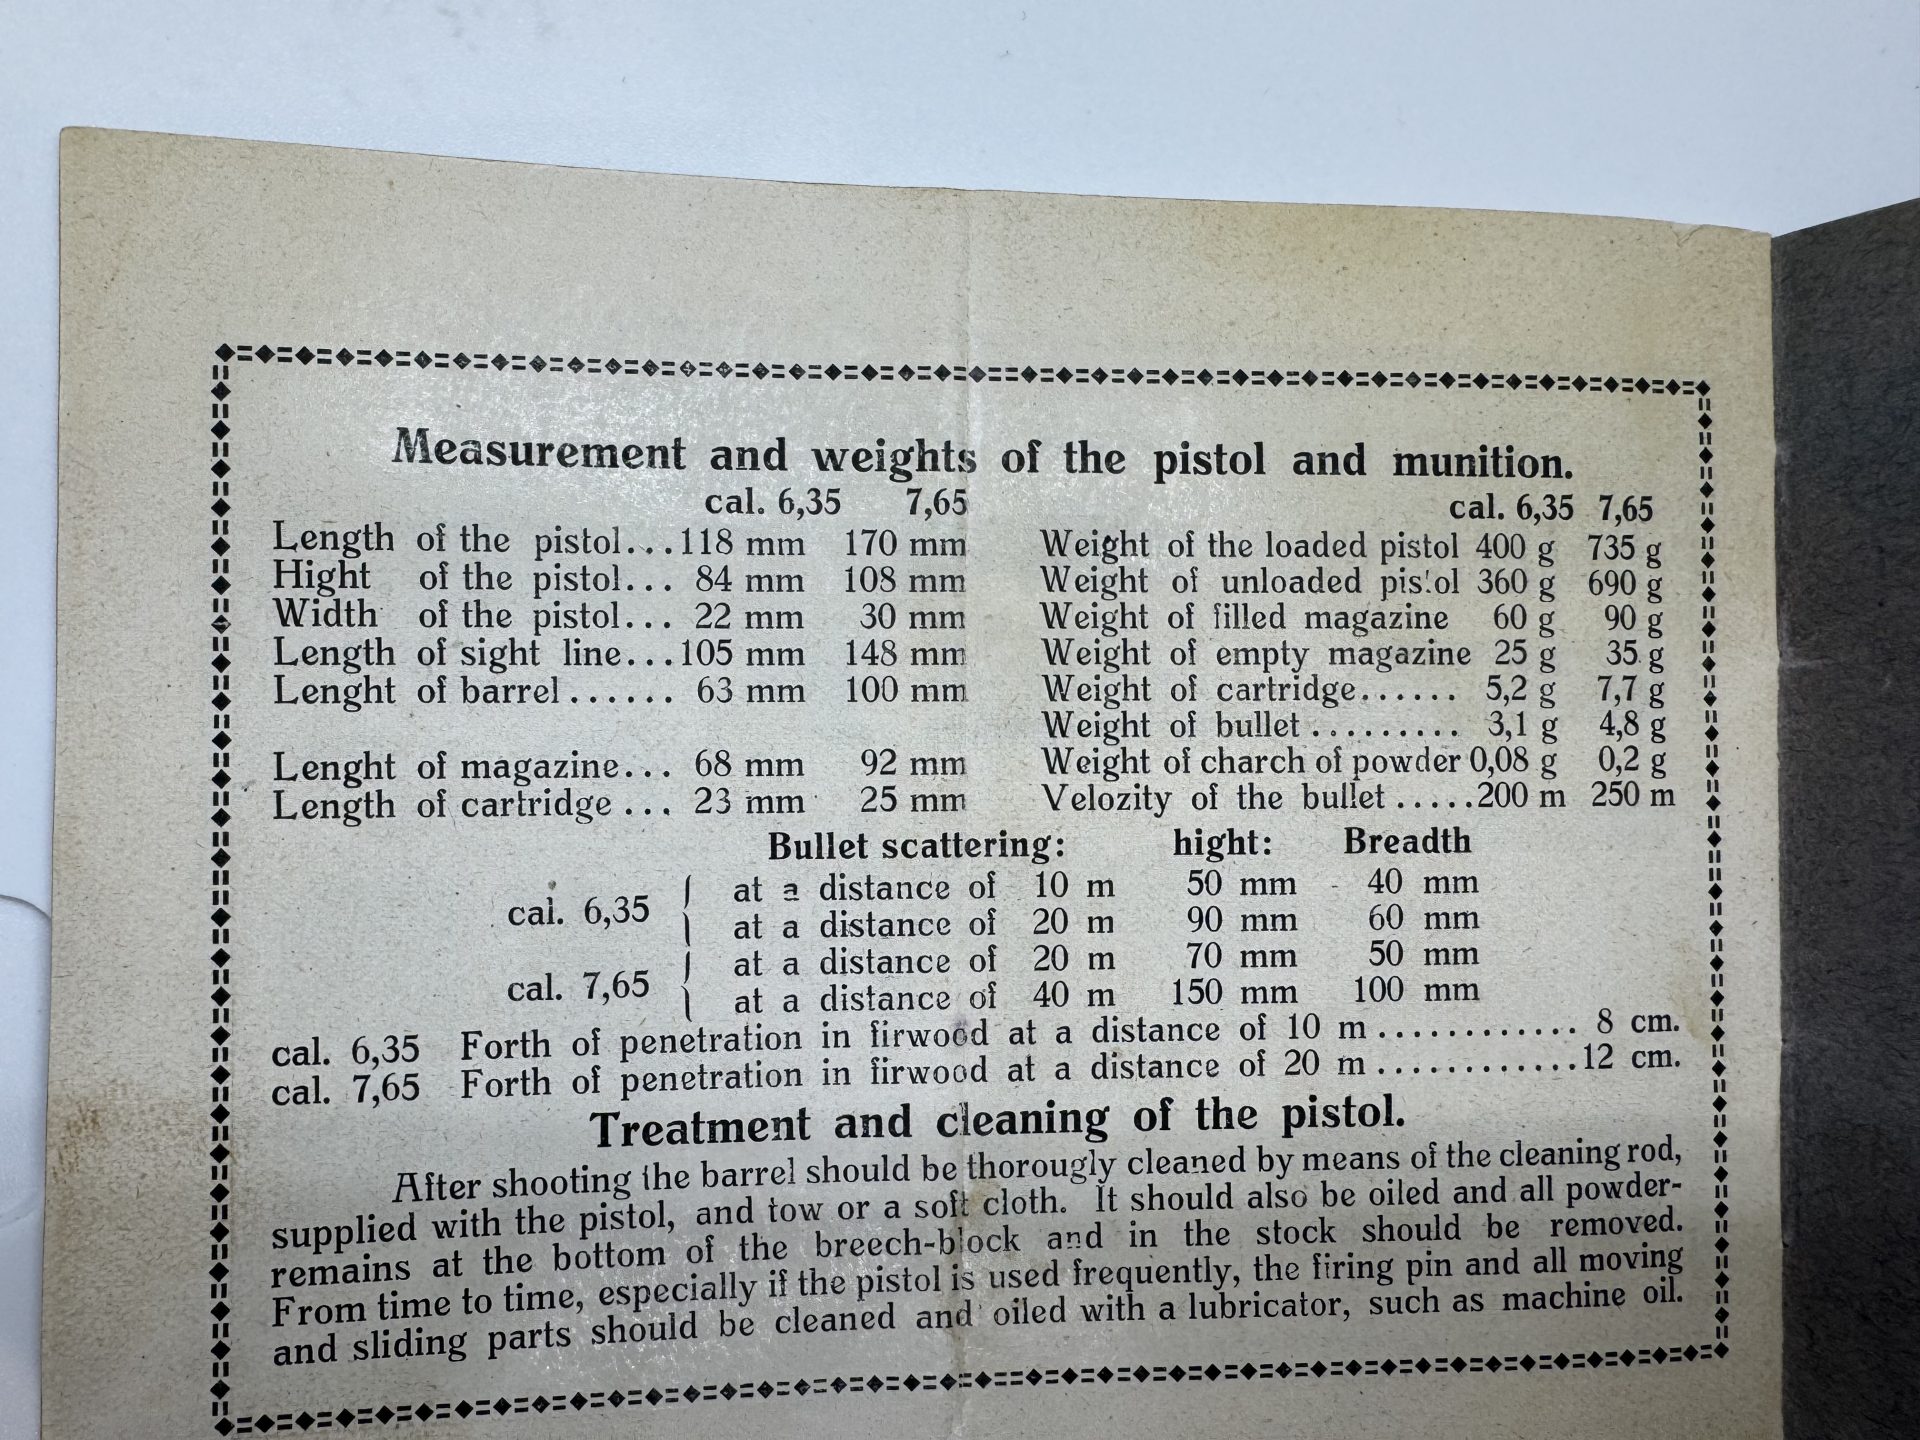 Measurement and weights of the pistol and munition.
cal. 6,35 7,65
Length of the pistol...118 mm 170 mm
Hight of the pistol... 84 mm 108 mm
Width of the pistol... 22 mm 30 mm
Length of sight line...105 mm 148 mm
Lenght of barrel...... 63 mm 100 mm
Lenght of magazine... 68 mm 92 mm
Length of cartridge ... 23 mm 25 mm
cal. 6,35 7,65
Weight of the loaded pistol 400 g 735 g
Weight of unloaded pistol 360 g 690 g
Weight of filled magazine 60 g 90 g
Weight of empty magazine 25 g 35 g
Weight of cartridge...... 5,2 g 7,7 g
Weight of bullet......... 3,1 g 4,8 g
Weight of charch of powder 0,08 g 0,2 g
Velozity of the bullet.....200 m 250 m
Bullet scattering: hight: Breadth
cal. 6,35 { at a distance of 10 m 50 mm 40 mm
at a distance of 20 m 90 mm 60 mm
cal. 7,65 { at a distance of 20 m 70 mm 50 mm
at a distance of 40 m 150 mm 100 mm
cal. 6,35 Forth of penetration in firwood at a distance of 10 m............ 8 cm.
cal. 7,65 Forth of penetration in firwood at a distance of 20 m............12 cm.
Treatment and cleaning of the pistol.
After shooting the barrel should be thorougly cleaned by means of the cleaning rod,
supplied with the pistol, and tow or a soft cloth. It should also be oiled and all powder-
remains at the bottom of the breech-block and in the stock should be removed.
From time to time, especially if the pistol is used frequently, the firing pin and all moving
and sliding parts should be cleaned and oiled with a lubricator, such as machine oil.